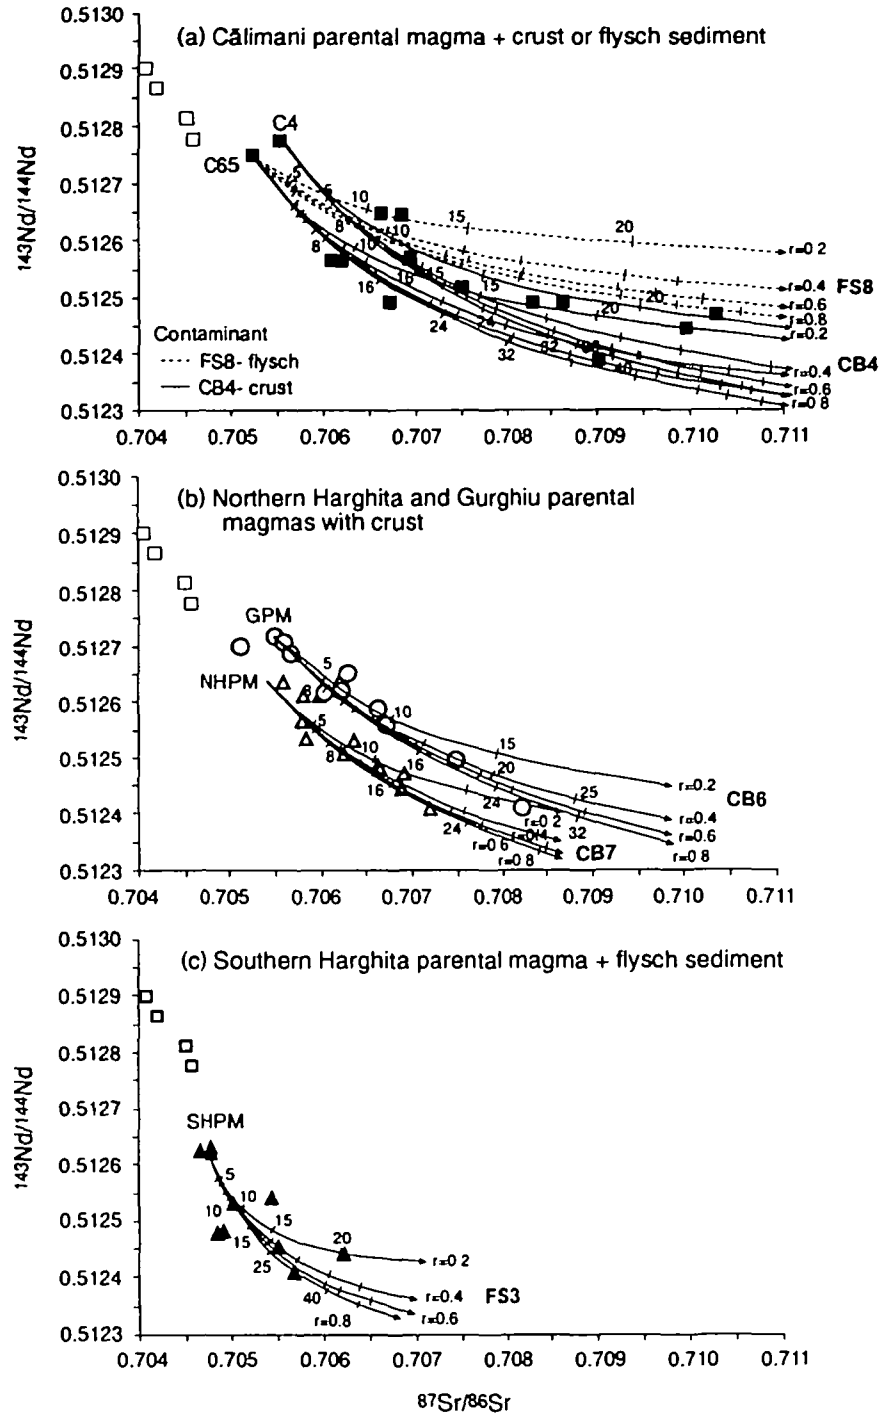 (a) Călimani parental magma + crust or flysch sediment
0.5130
0.5129
0.5128
0.5127
0.5126
0.5125
0.5124
0.5123
143Nd/144Nd
C4
C65
5
5
10
15
20
8
10
8
10
15
15
16
16
20
20
24
32
32
40
r=0.2
r=0.4
FS8
r=0.6
r=0.8
r=0.2
r=0.4
CB4
r=0.6
r=0.8
Contaminant
FS8- flysch
CB4- crust
0.704 0.705 0.706 0.707 0.708 0.709 0.710 0.711
(b) Northern Harghita and Gurghiu parental
magmas with crust
0.5130
0.5129
0.5128
0.5127
0.5126
0.5125
0.5124
0.5123
143Nd/144Nd
GPM
NHPM
5
8
10
15
20
25
32
5
8
10
16
16
24
24
r=0.2
CB6
r=0.4
r=0.6
r=0.8
r=0.2
r=0.4
r=0.6
CB7
r=0.8
0.704 0.705 0.706 0.707 0.708 0.709 0.710 0.711
(c) Southern Harghita parental magma + flysch sediment
0.5130
0.5129
0.5128
0.5127
0.5126
0.5125
0.5124
0.5123
143Nd/144Nd
SHPM
5
10
10
15
15
20
25
40
r=0.2
r=0.4
FS3
r=0.6
r=0.8
0.704 0.705 0.706 0.707 0.708 0.709 0.710 0.711
87Sr/86Sr